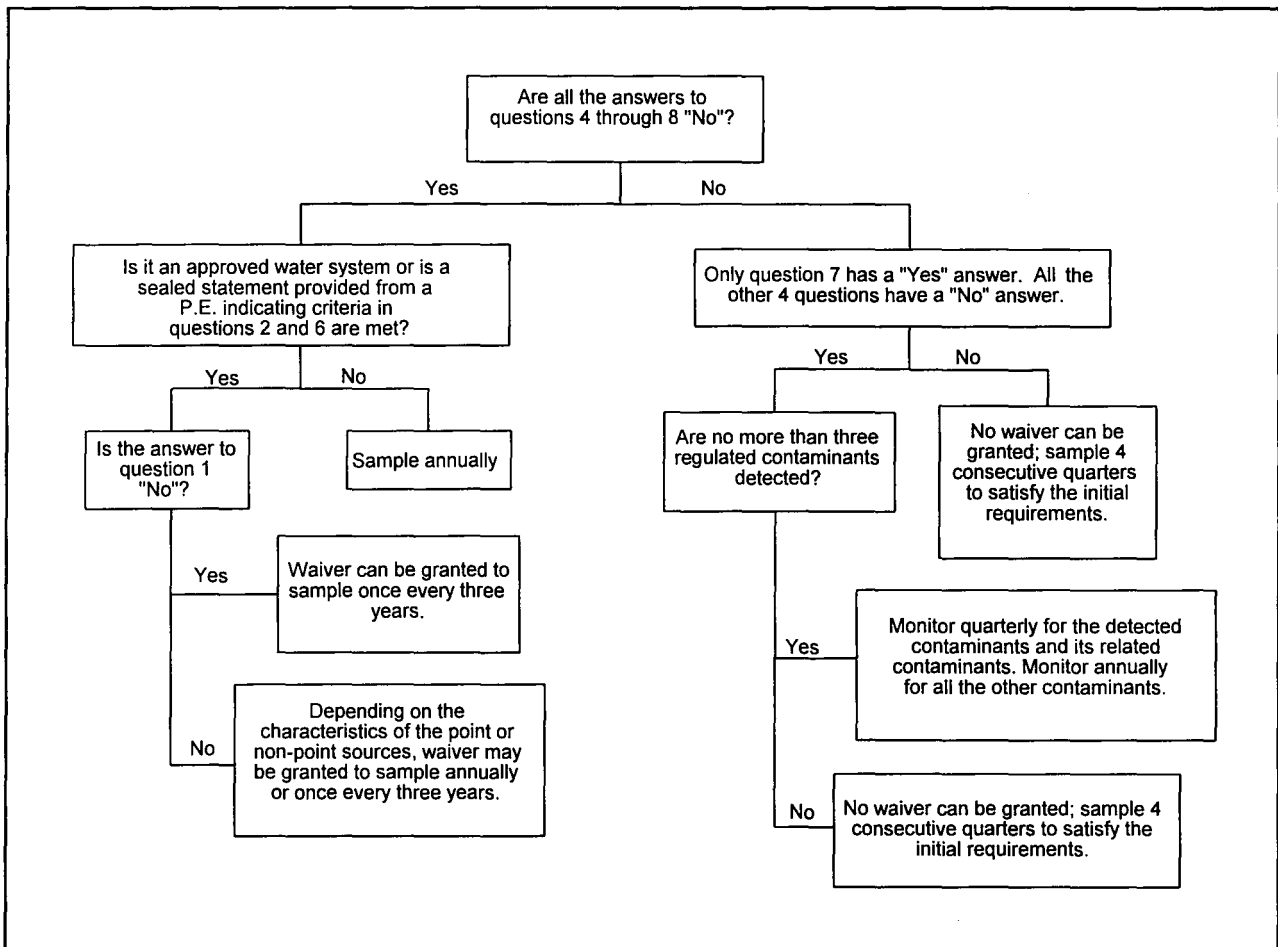 Are all the answers to
questions 4 through 8 "No"?
Yes
No
Is it an approved water system or is a
sealed statement provided from a
P.E. indicating criteria in
questions 2 and 6 are met?
Only question 7 has a "Yes" answer. All the
other 4 questions have a "No" answer.
Yes
No
Yes
No
Is the answer to
question 1
"No"?
Sample annually
Are no more than three
regulated contaminants
detected?
No waiver can be
granted; sample 4
consecutive quarters
to satisfy the initial
requirements.
Yes
Waiver can be granted to
sample once every three
years.
Yes
Monitor quarterly for the detected
contaminants and its related
contaminants. Monitor annually
for all the other contaminants.
No
Depending on the
characteristics of the point or
non-point sources, waiver may
be granted to sample annually
or once every three years.
No
No waiver can be granted; sample 4
consecutive quarters to satisfy the
initial requirements.